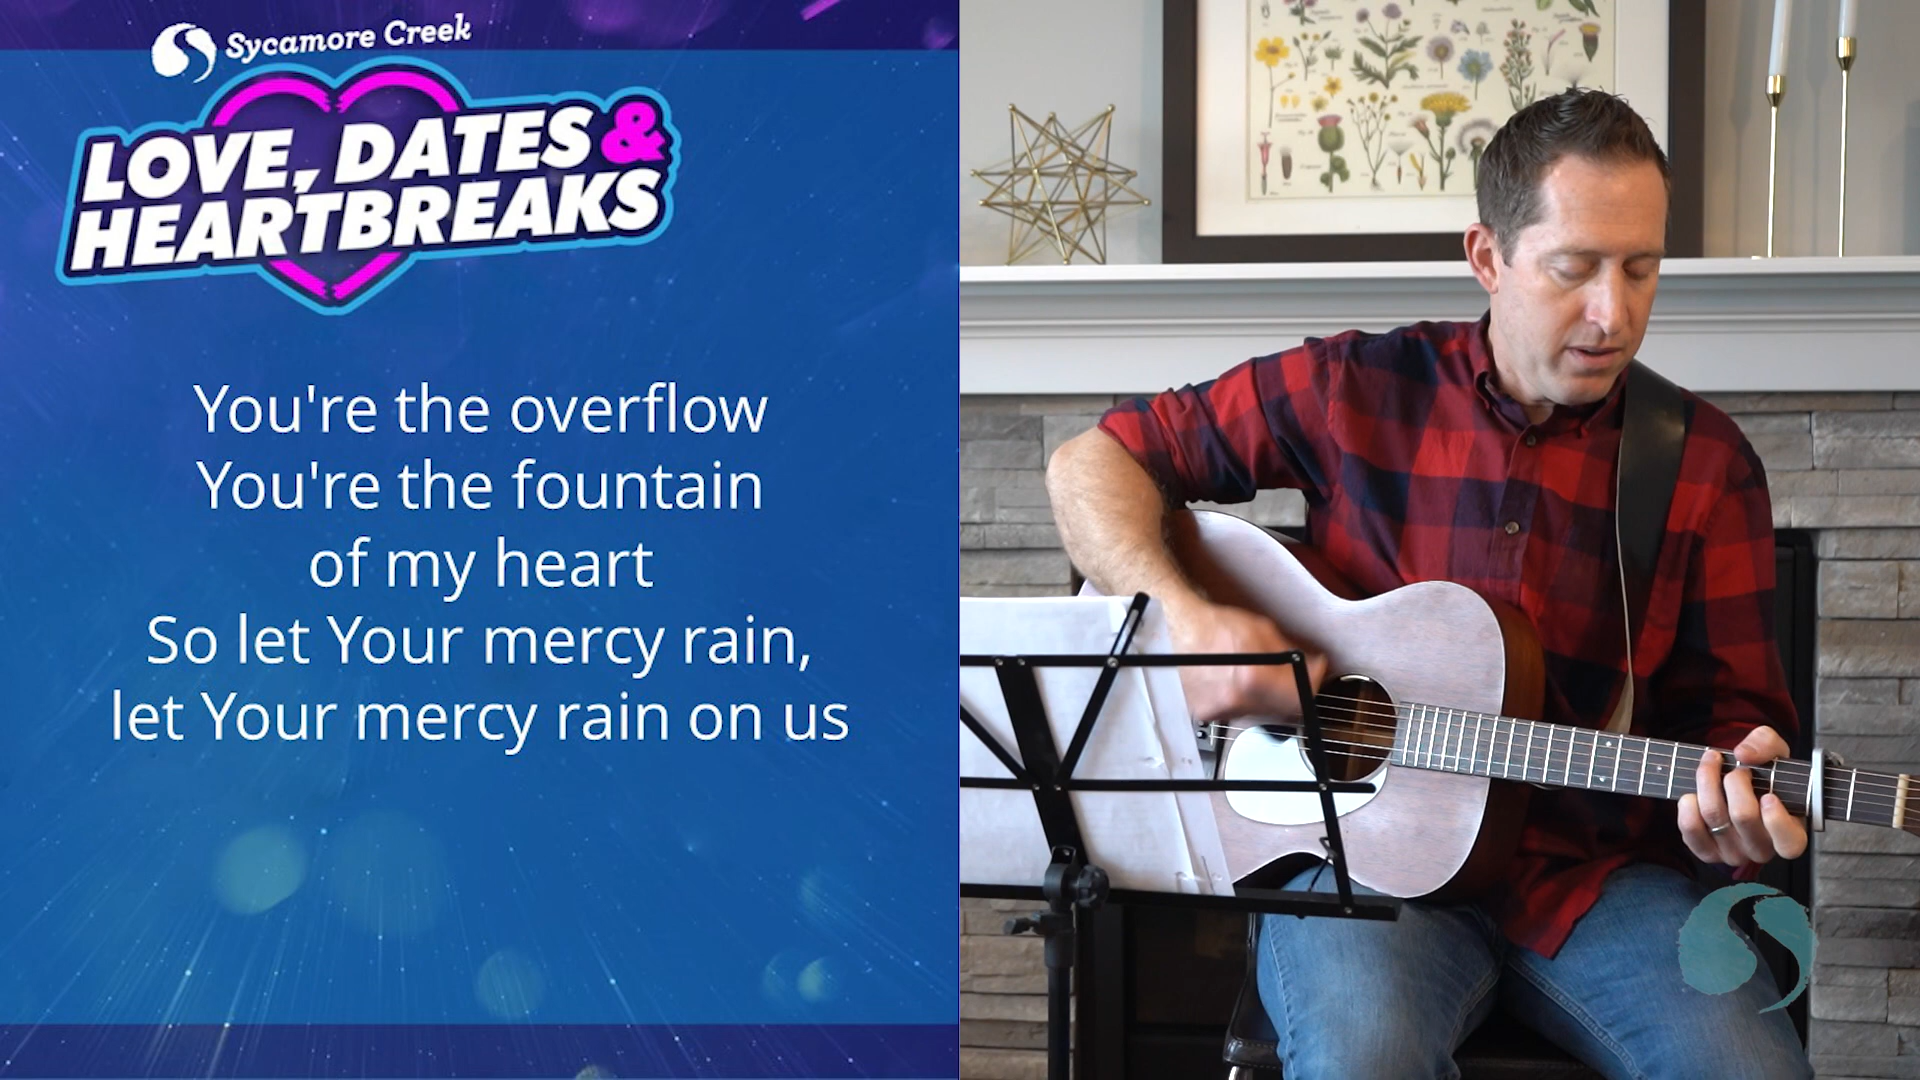 Sycamore Creek
LOVE, DATES &
HEARTBREAKS
You're the overflow
You're the fountain
of my heart
So let Your mercy rain,
let Your mercy rain on us